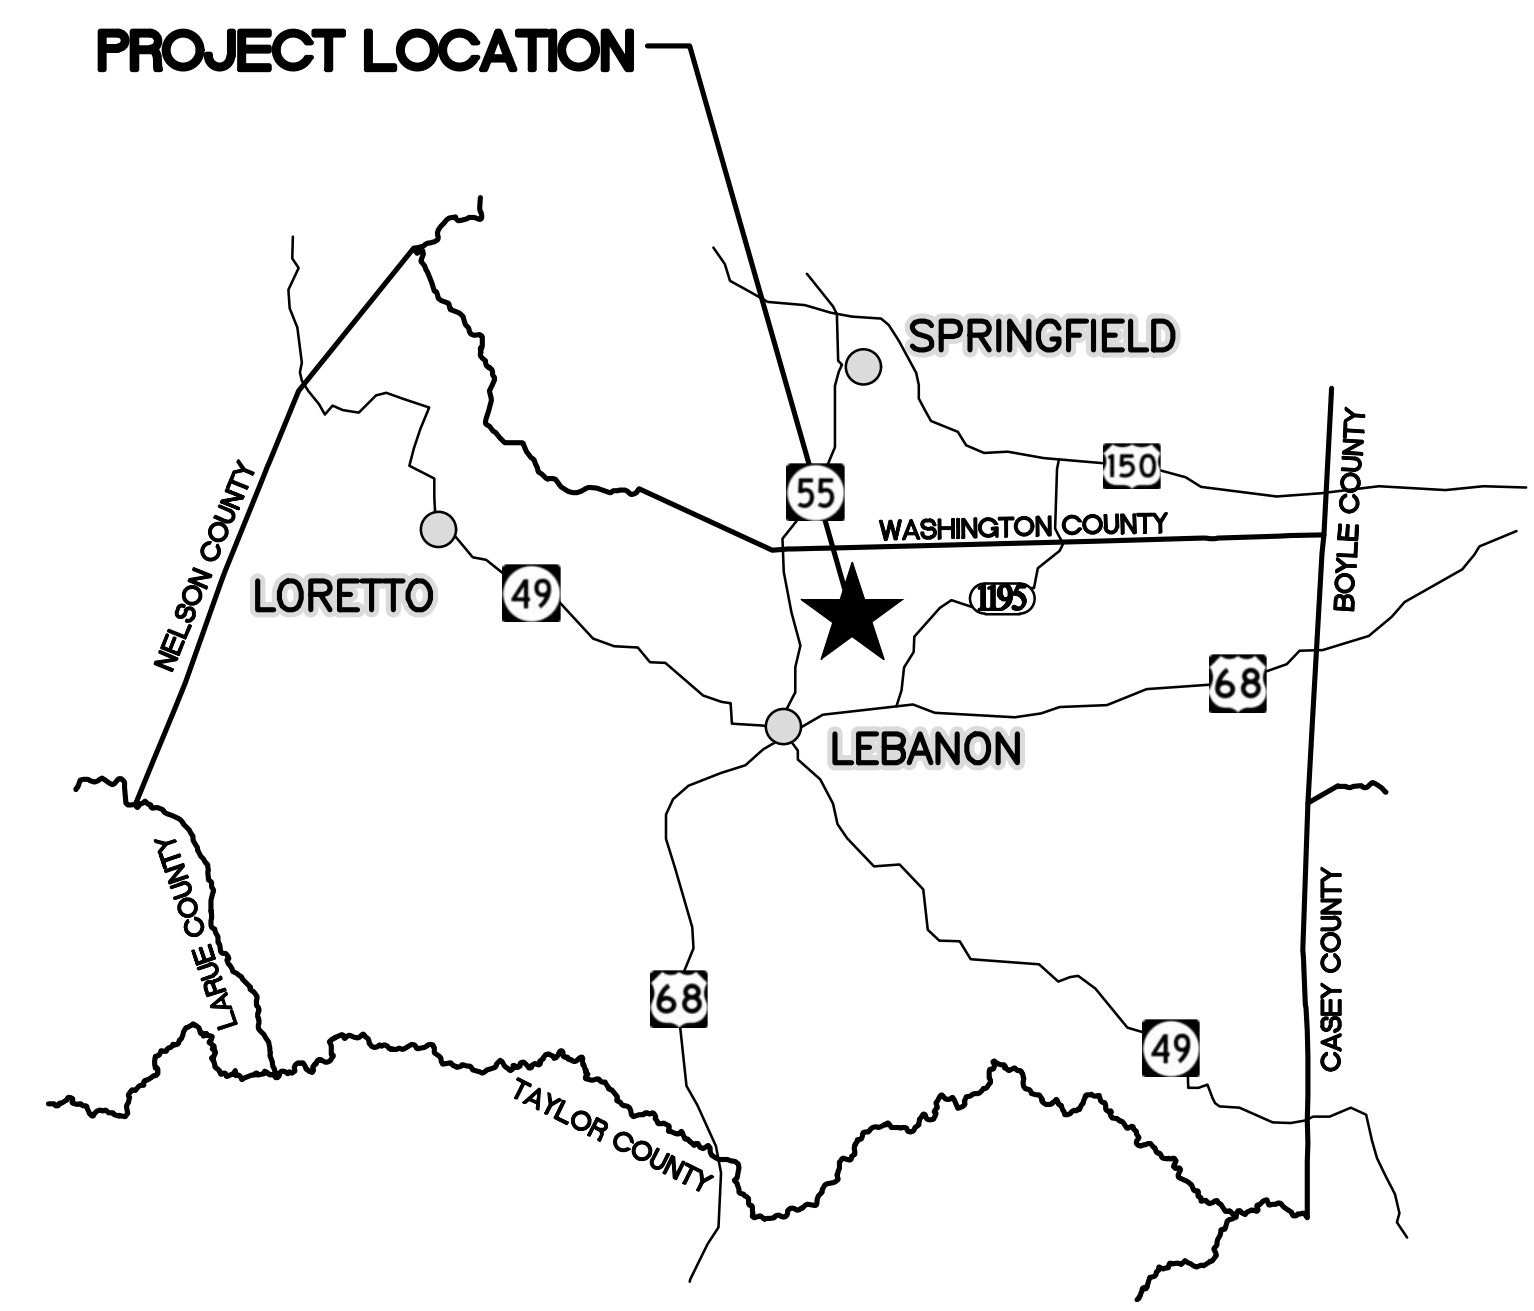 PROJECT LOCATION
SPRINGFIELD
150
55
WASHINGTON COUNTY
BOYLE COUNTY
NELSON COUNTY
LORETTO
49
1195
68
LEBANON
LARUE COUNTY
CASEY COUNTY
68
49
TAYLOR COUNTY